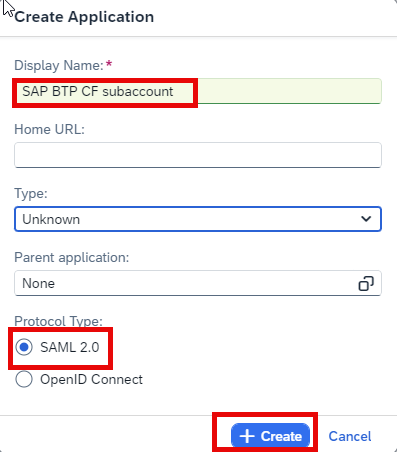 Create Application
Display Name: *
SAP BTP CF subaccount
Home URL:
Type:
Unknown
Parent application:
None
Protocol Type:
SAML 2.0
OpenID Connect
+ Create Cancel